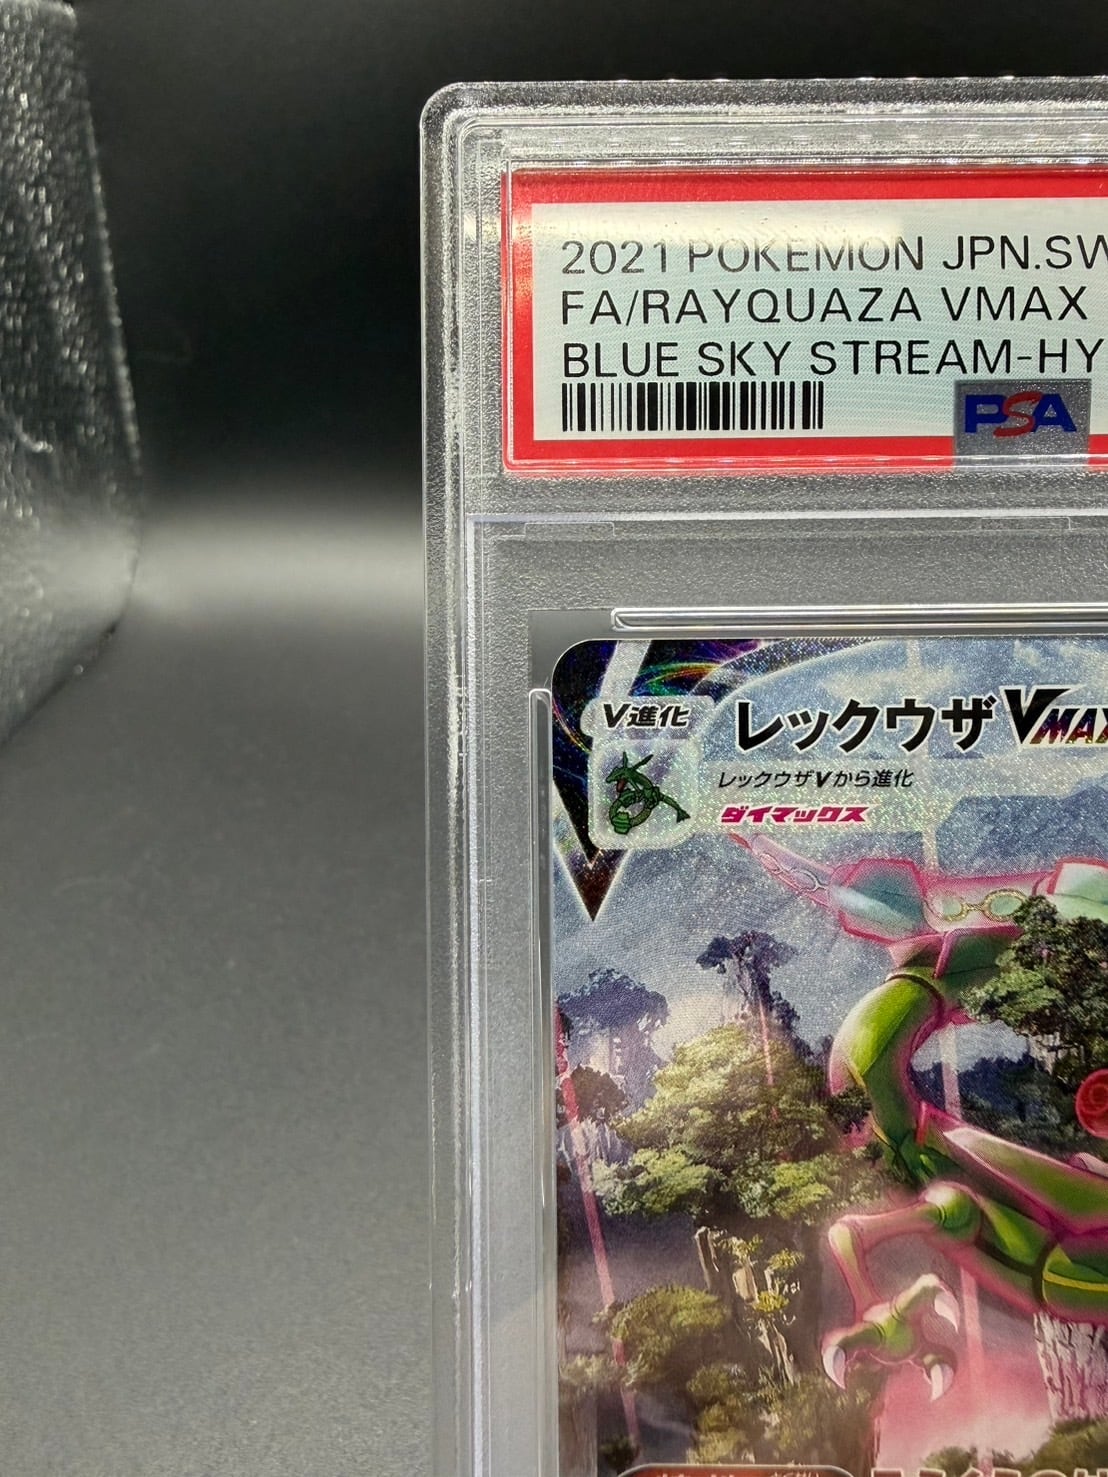 2021 POKEMON JPN.SW
FA/RAYQUAZA VMAX
BLUE SKY STREAM-HY
PSA
V進化
レックウザVMAX
レックウザVから進化
ダイマックス